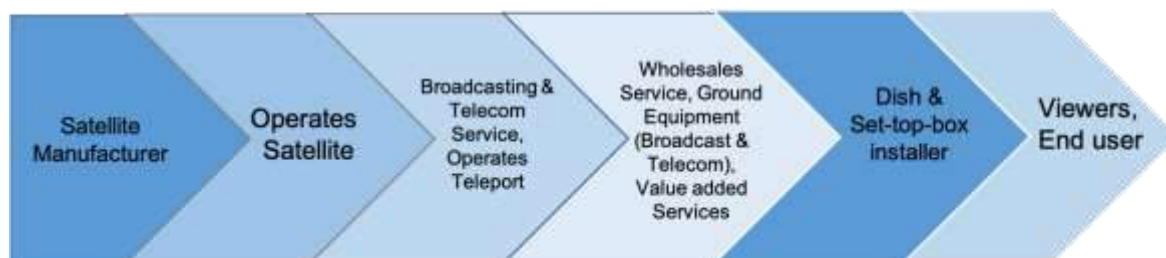 Satellite
Manufacturer
Operates
Satellite
Broadcasting &
Telecom
Service,
Operates
Teleport
Wholesales
Service, Ground
Equipment
(Broadcast &
Telecom),
Value added
Services
Dish &
Set-top-box
installer
Viewers,
End user